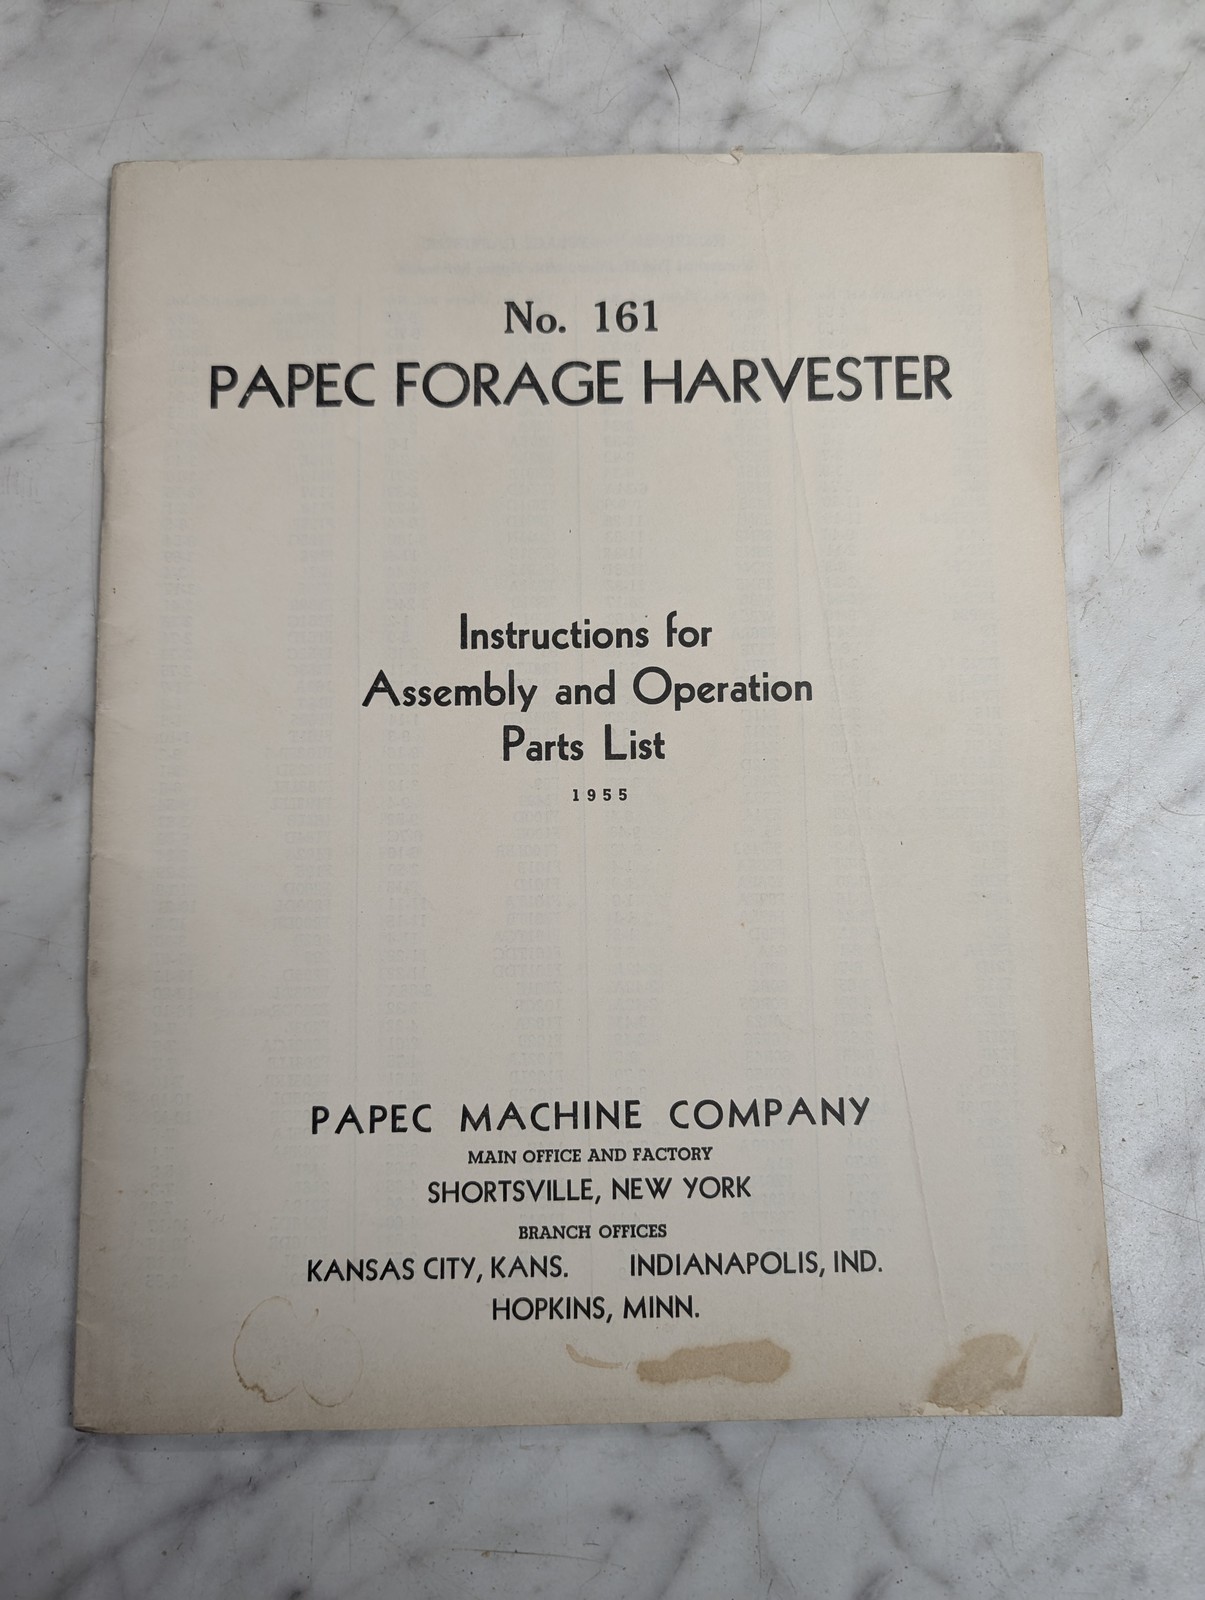 No. 161
PAPEC FORAGE HARVESTER
Instructions for
Assembly and Operation
Parts List
1955
PAPEC MACHINE COMPANY
MAIN OFFICE AND FACTORY
SHORTSVILLE, NEW YORK
BRANCH OFFICES
KANSAS CITY, KANS. INDIANAPOLIS, IND.
HOPKINS, MINN.